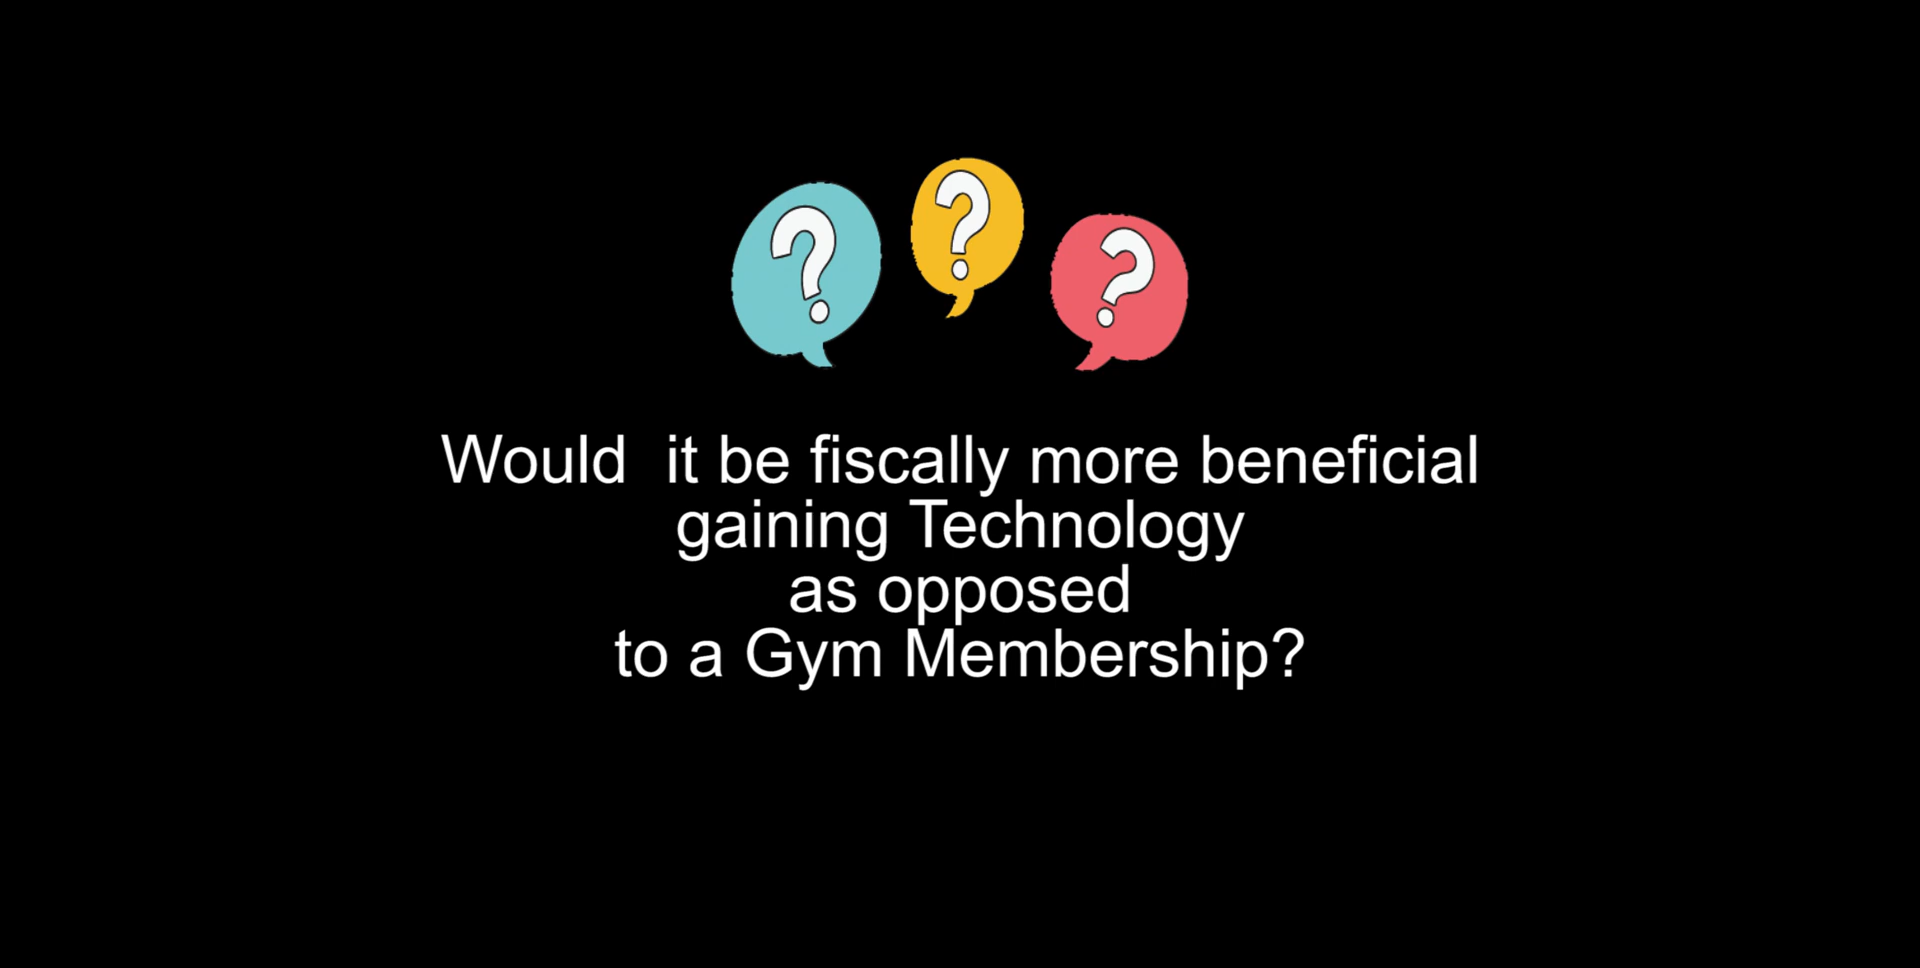 ?
?
?
Would  it be fiscally more beneficial
gaining Technology
as opposed
to a Gym Membership?